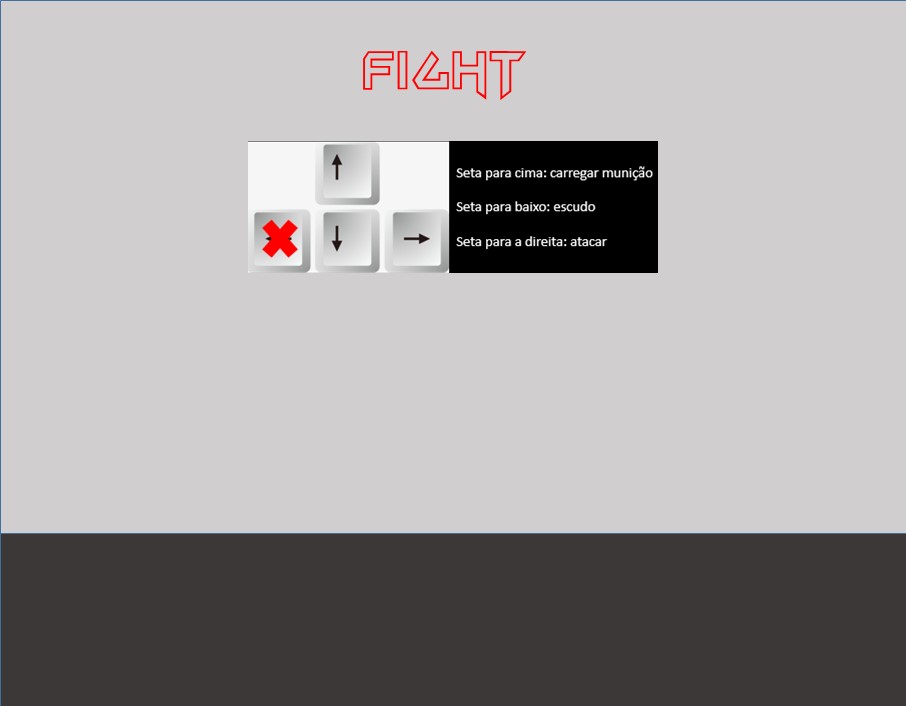 FIGHT
Seta para cima: carregar munição
Seta para baixo: escudo
Seta para a direita: atacar